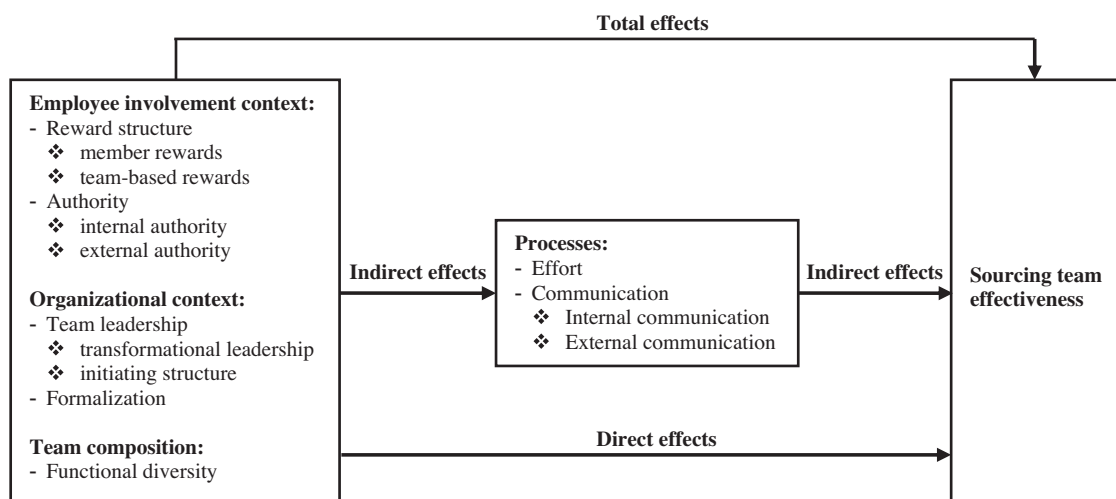 Total effects
Employee involvement context:
- Reward structure
❖ member rewards
❖ team-based rewards
- Authority
❖ internal authority
❖ external authority
Organizational context:
- Team leadership
❖ transformational leadership
❖ initiating structure
- Formalization
Team composition:
- Functional diversity
Indirect effects
Processes:
- Effort
- Communication
❖ Internal communication
❖ External communication
Indirect effects
Direct effects
Sourcing team
effectiveness